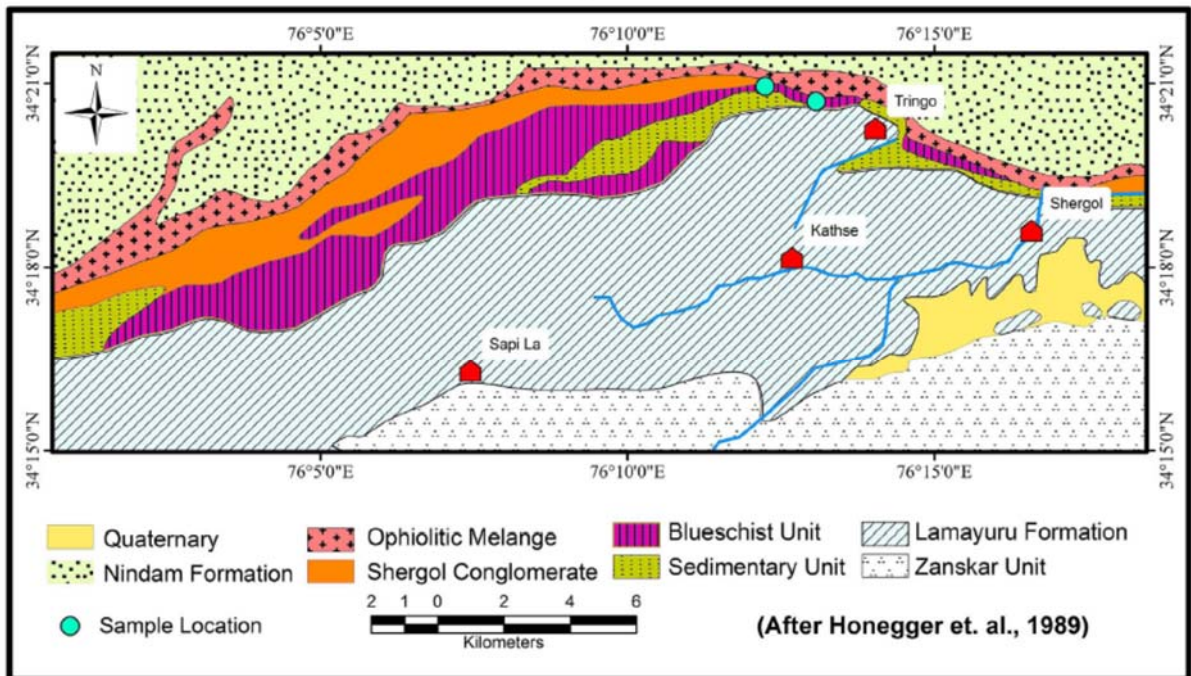 76°5'0"E 76°10'0"E 76°15'0"E
34°21'0"N
34°21'0"N
N
Tringo
Shergol
Kathse
34°18'0"N
34°18'0"N
Sapi La
34°15'0"N
34°15'0"N
76°5'0"E 76°10'0"E 76°15'0"E
Quaternary Ophiolitic Melange Blueschist Unit Lamayuru Formation
Nindam Formation Shergol Conglomerate Sedimentary Unit Zanskar Unit
2 1 0 2 4 6
Sample Location
Kilometers
(After Honegger et. al., 1989)